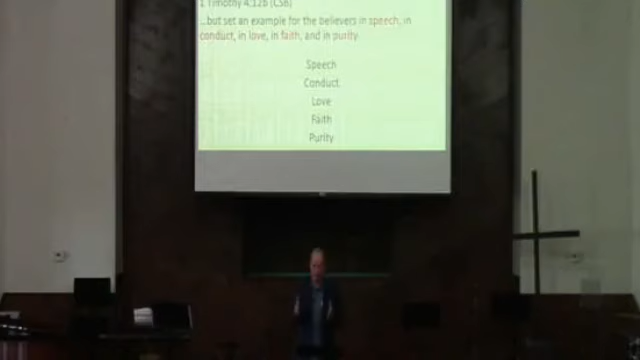 1 Timothy 4:12b (CSB)
...but set an example for the believers in speech, in
conduct, in love, in faith, and in purity.
Speech
Conduct
Love
Faith
Purity